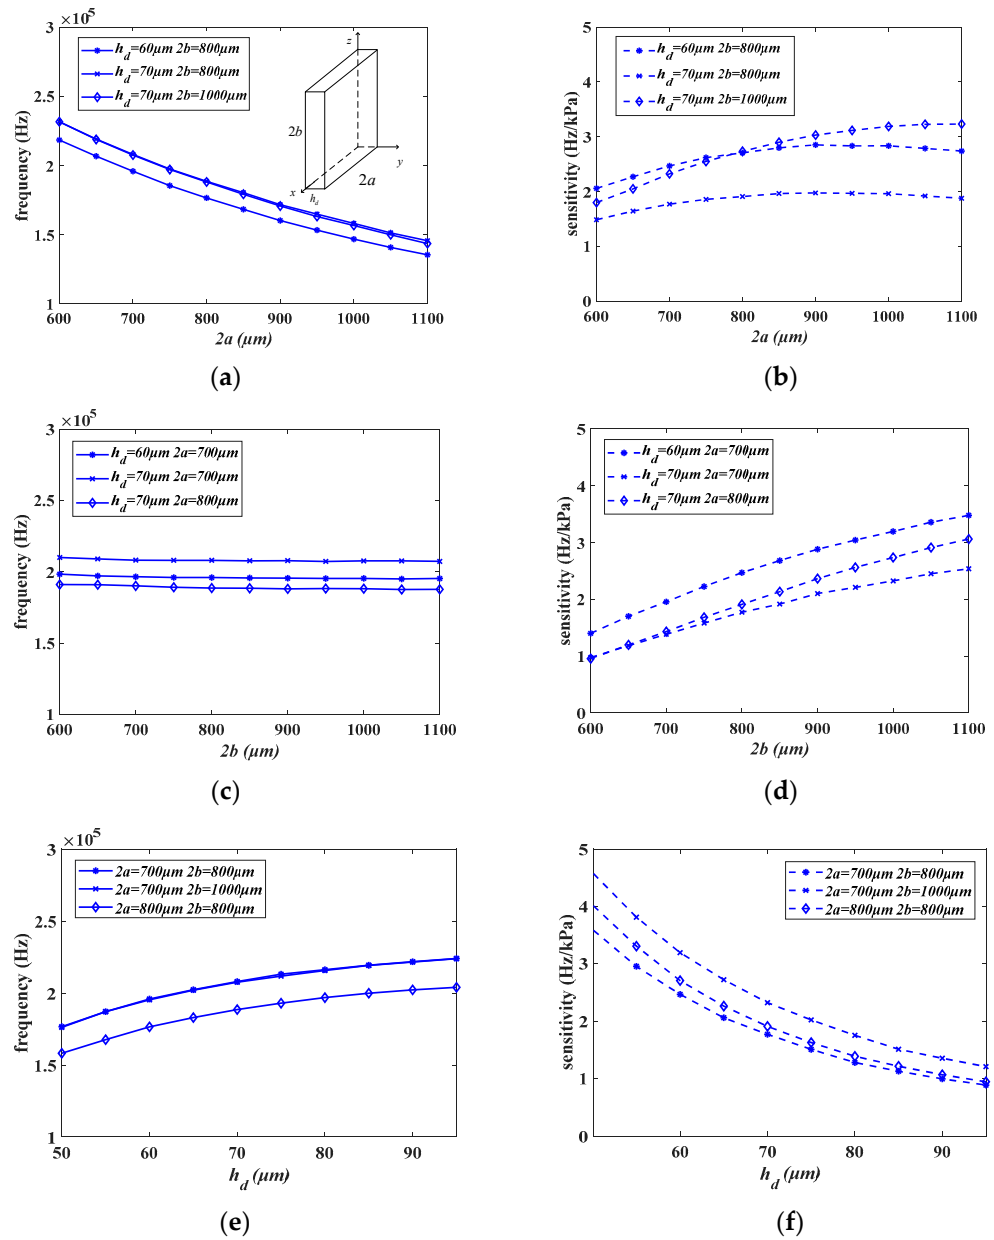 ×10⁵
3
2.5
2
1.5
1
frequency (Hz)
h_d=60μm 2b=800μm
h_d=70μm 2b=800μm
h_d=70μm 2b=1000μm
z
2b
y
x
h_d
2a
600 700 800 900 1000 1100
2a (μm)
(a)
5
4
3
2
1
0
sensitivity (Hz/kPa)
h_d=60μm 2b=800μm
h_d=70μm 2b=800μm
h_d=70μm 2b=1000μm
600 700 800 900 1000 1100
2a (μm)
(b)
×10⁵
3
2.5
2
1.5
1
frequency (Hz)
h_d=60μm 2a=700μm
h_d=70μm 2a=700μm
h_d=70μm 2a=800μm
600 700 800 900 1000 1100
2b (μm)
(c)
5
4
3
2
1
0
sensitivity (Hz/kPa)
h_d=60μm 2a=700μm
h_d=70μm 2a=700μm
h_d=70μm 2a=800μm
600 700 800 900 1000 1100
2b (μm)
(d)
×10⁵
3
2.5
2
1.5
1
frequency (Hz)
2a=700μm 2b=800μm
2a=700μm 2b=1000μm
2a=800μm 2b=800μm
50 60 70 80 90
h_d (μm)
(e)
5
4
3
2
1
0
sensitivity (Hz/kPa)
2a=700μm 2b=800μm
2a=700μm 2b=1000μm
2a=800μm 2b=800μm
60 70 80 90
h_d (μm)
(f)